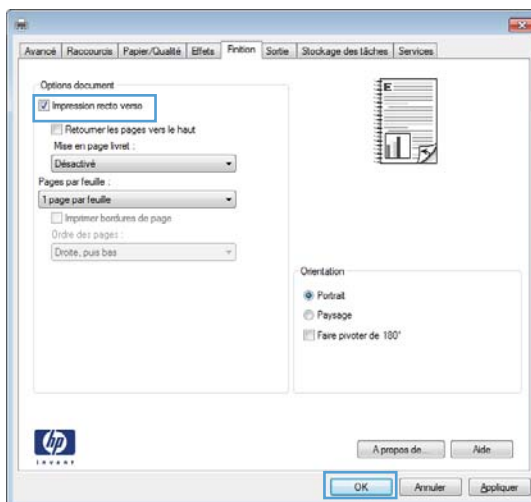 Avancé Raccourcis Papier/Qualité Effets Finition Sortie Stockage des tâches Services
Options document
Impression recto verso
Retourner les pages vers le haut
Mise en page livret :
Désactivé
Pages par feuille :
1 page par feuille
Imprimer bordures de page
Ordre des pages :
Droite, puis bas
E
Orientation
Portrait
Paysage
Faire pivoter de 180°
hp
invent
A propos de... Aide
OK Annuler Appliquer